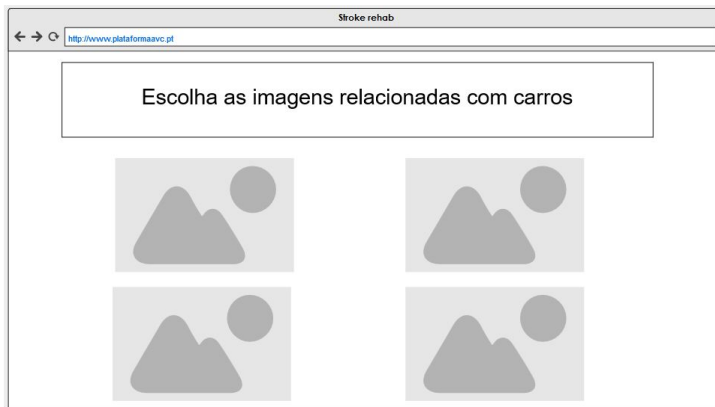 Stroke rehab
http://www.plataformaavc.pt
Escolha as imagens relacionadas com carros